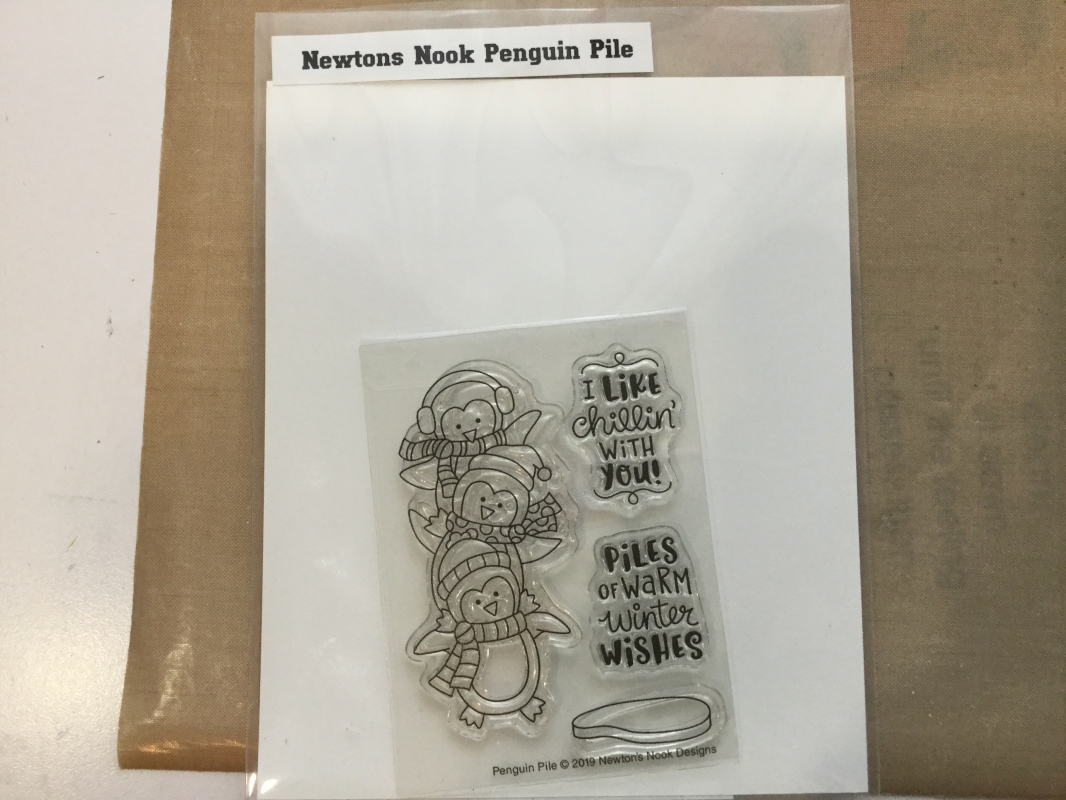 Newtons Nook Penguin Pile
I LiKE
chillin'
WiTH
YOU!
PiLES
OF WaRM
Winter
WiSHES
Penguin Pile © 2019 Newton's Nook Designs